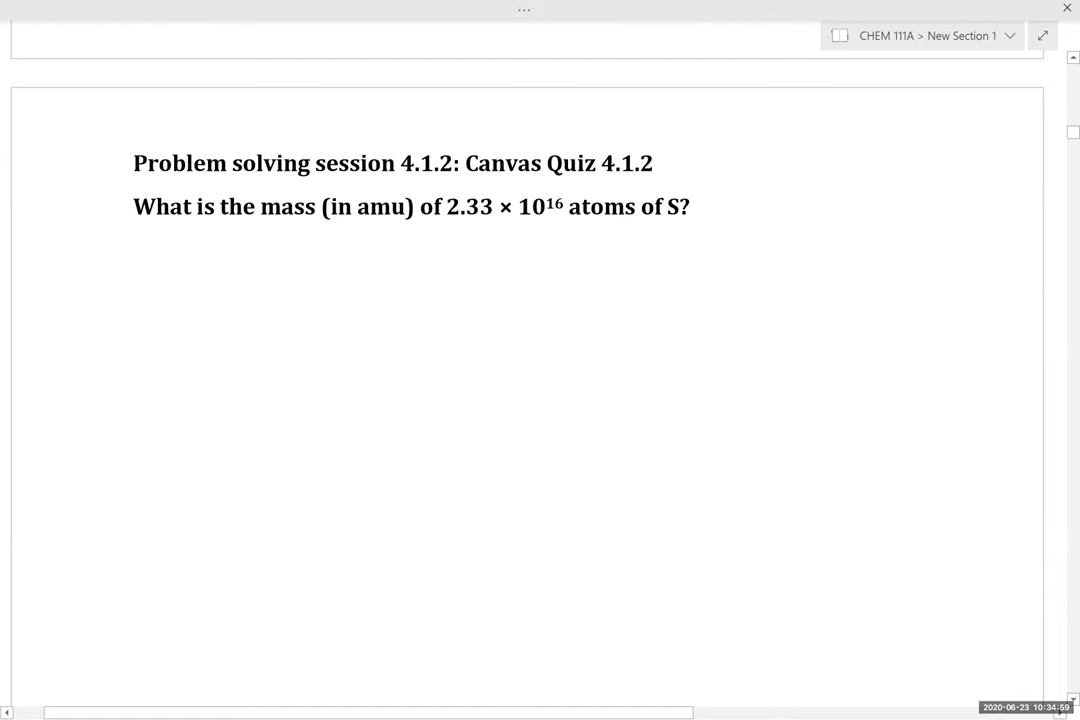 CHEM 111A > New Section 1
Problem solving session 4.1.2: Canvas Quiz 4.1.2
What is the mass (in amu) of 2.33 × 10¹⁶ atoms of S?
2020-06-23 10:34:59